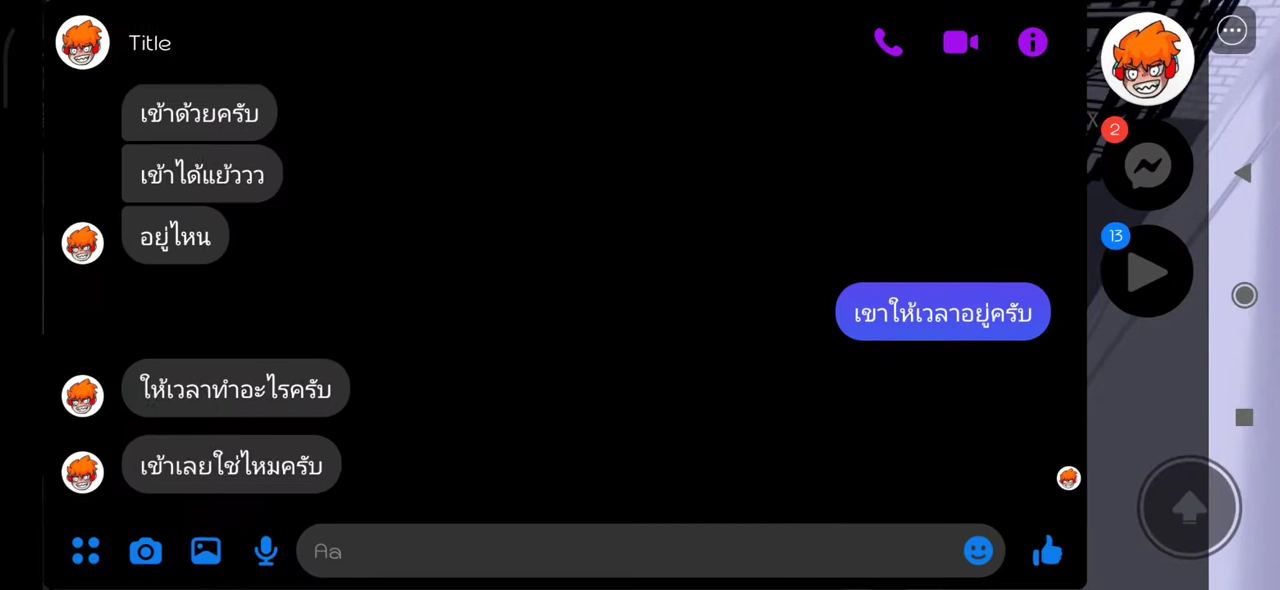 Title
เข้าด้วยครับ
เข้าได้แย้ววว
อยู่ไหน
เขาให้เวลาอยู่ครับ
ให้เวลาทำอะไรครับ
เข้าเลยใช่ไหมครับ
Aa
2
13